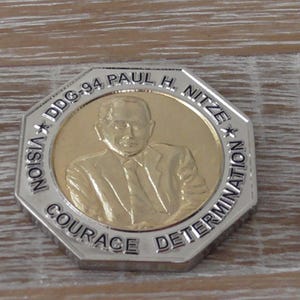 DDG-94 PAUL H. NITZE
★ VISION COURAGE DETERMINATION ★